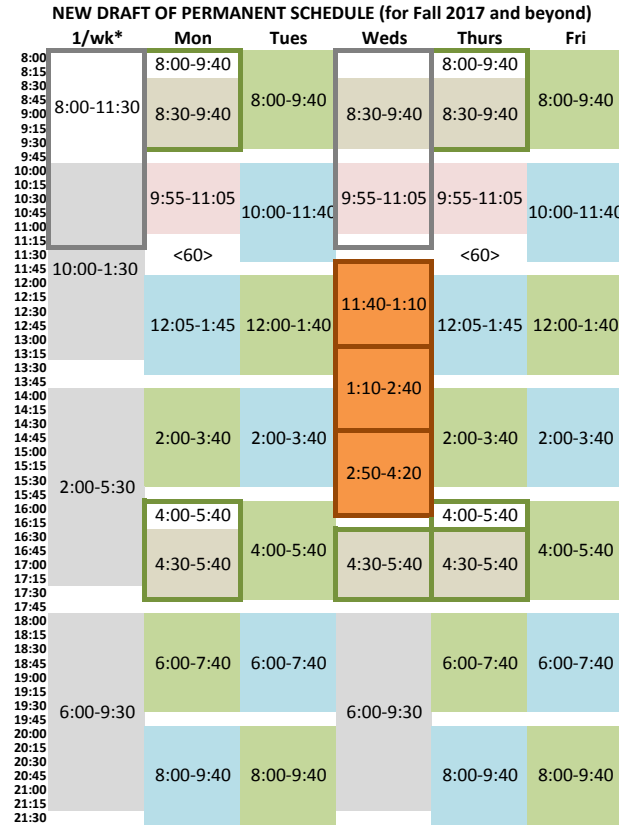 NEW DRAFT OF PERMANENT SCHEDULE (for Fall 2017 and beyond)
1/wk* Mon Tues Weds Thurs Fri
8:00 8:00-9:40 8:00-9:40
8:15
8:30
8:45 8:00-11:30 8:00-9:40 8:00-9:40
9:00 8:30-9:40 8:30-9:40 8:30-9:40
9:15
9:30
9:45
10:00
10:15
10:30 9:55-11:05 9:55-11:05 9:55-11:05
10:45 10:00-11:40 10:00-11:40
11:00
11:15
11:30 <60> <60>
11:45 10:00-1:30
12:00
12:15 11:40-1:10
12:30
12:45 12:05-1:45 12:00-1:40 12:05-1:45 12:00-1:40
13:00
13:15
13:30
13:45 1:10-2:40
14:00
14:15
14:30
14:45 2:00-3:40 2:00-3:40 2:00-3:40 2:00-3:40
15:00
15:15 2:00-5:30 2:50-4:20
15:30
15:45
16:00 4:00-5:40 4:00-5:40
16:15
16:30
16:45 4:00-5:40 4:00-5:40
17:00 4:30-5:40 4:30-5:40 4:30-5:40
17:15
17:30
17:45
18:00
18:15
18:30
18:45 6:00-7:40 6:00-7:40 6:00-7:40 6:00-7:40
19:00
19:15
19:30 6:00-9:30 6:00-9:30
19:45
20:00
20:15
20:30
20:45 8:00-9:40 8:00-9:40 8:00-9:40 8:00-9:40
21:00
21:15
21:30